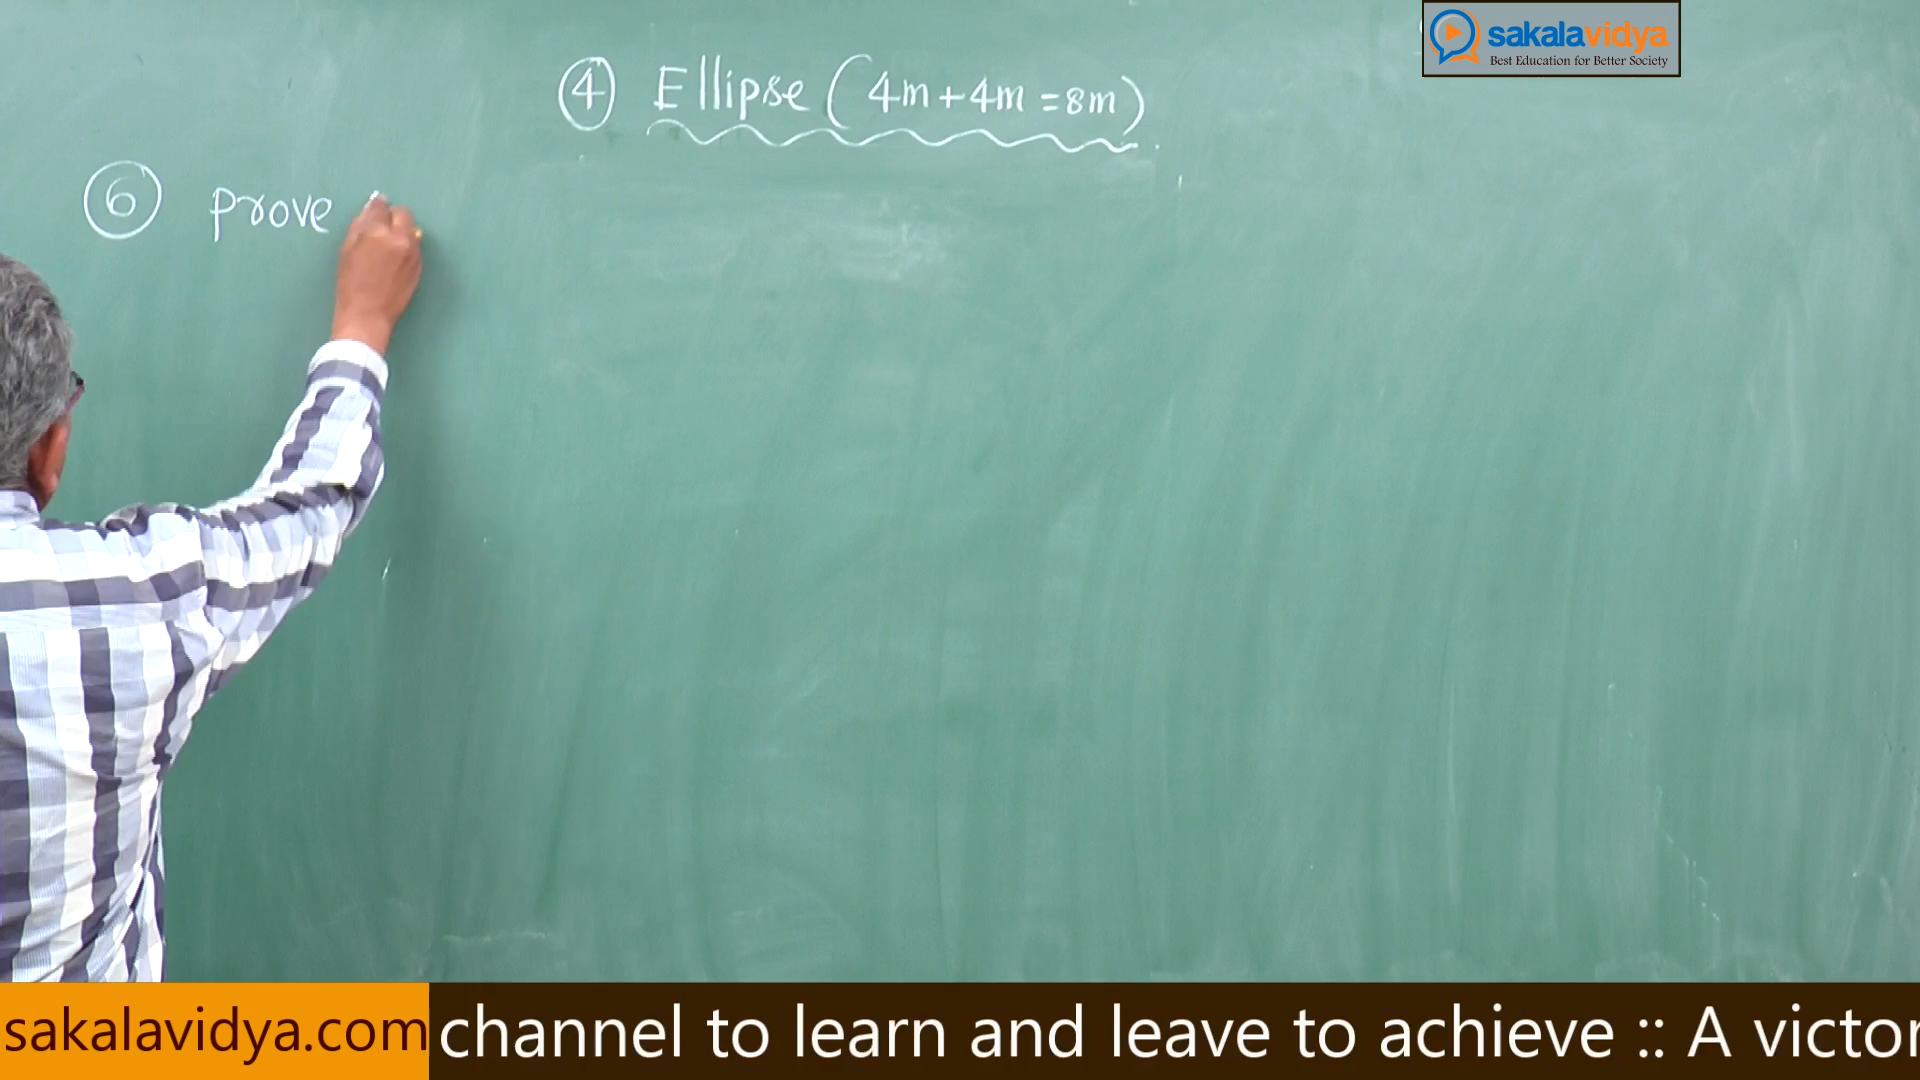 sakalavidya
Best Education for Better Society
④ Ellipse (4m+4m=8m)
⑥ prove
sakalavidya.com channel to learn and leave to achieve :: A victor